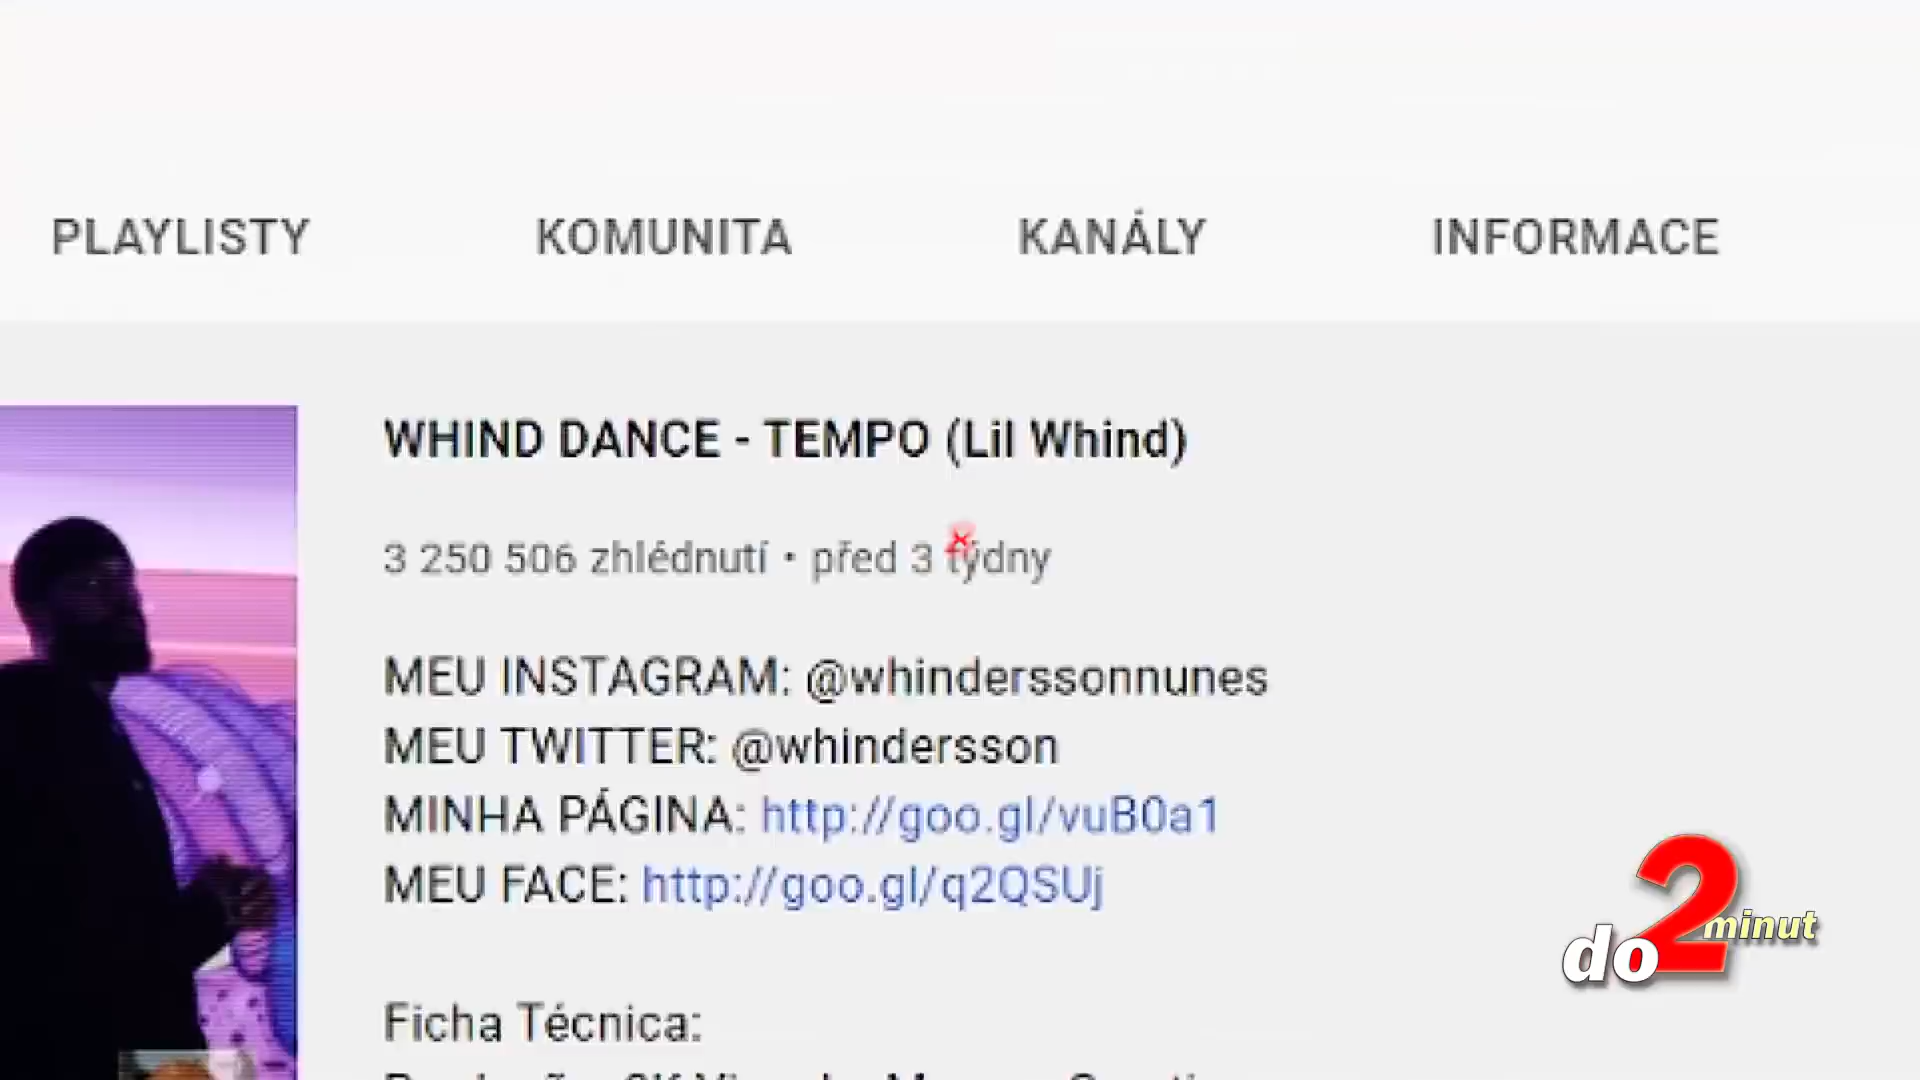 PLAYLISTY KOMUNITA KANÁLY INFORMACE
WHIND DANCE - TEMPO (Lil Whind)
3 250 506 zhlédnutí • před 3 týdny
MEU INSTAGRAM: @whinderssonnunes
MEU TWITTER: @whindersson
MINHA PÁGINA: http://goo.gl/vuB0a1
MEU FACE: http://goo.gl/q2QSUj
Ficha Técnica:
do 2 minut